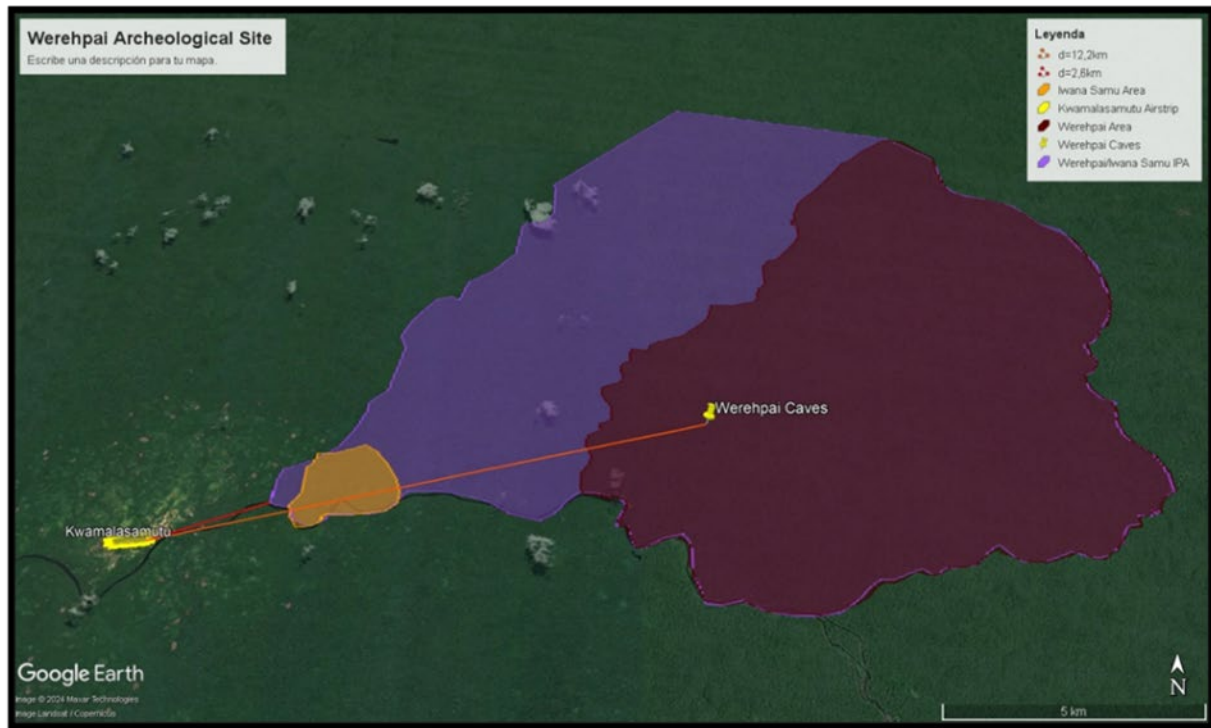 Werehpai Archeological Site
Escribe una descripción para tu mapa.
Leyenda
d=12,2km
d=2,6km
Iwana Samu Area
Kwamalasamutu Airstrip
Werehpai Area
Werehpai Caves
Werehpai/Iwana Samu IPA
Werehpai Caves
Kwamalasamutu
Google Earth
Image © 2024 Maxar Technologies
Image Landsat / Copernicus
N
5 km